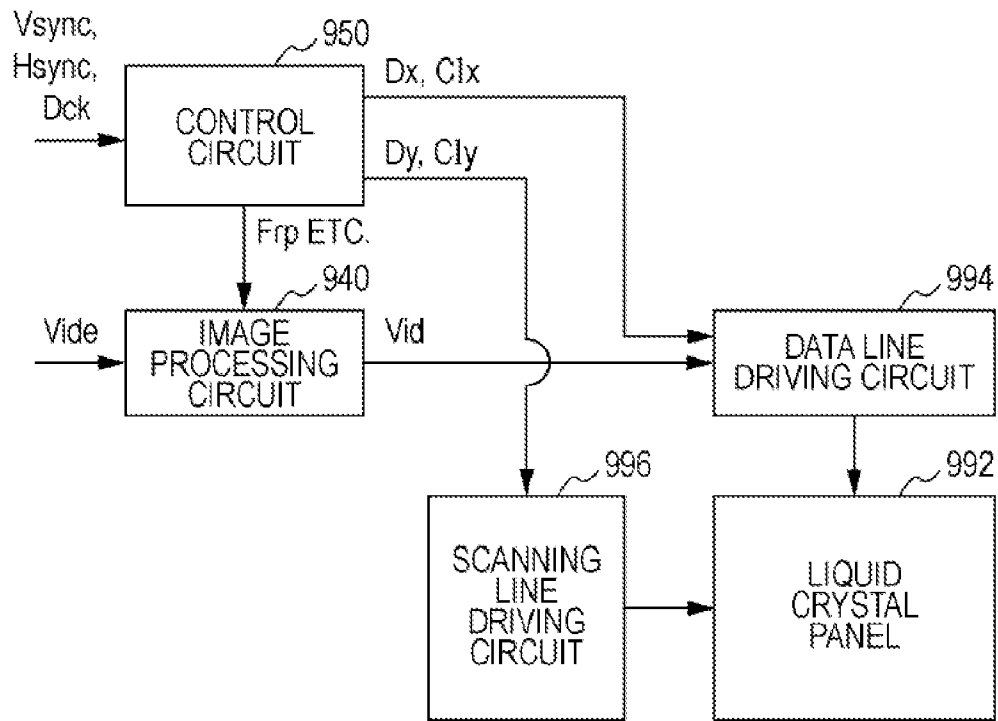 Vsync,
Hsync,
Dck
950
CONTROL
CIRCUIT
Dx, Clx
Dy, Cly
Frp ETC.
940
Vide
IMAGE
PROCESSING
CIRCUIT
Vid
994
DATA LINE
DRIVING CIRCUIT
996
SCANNING
LINE
DRIVING
CIRCUIT
992
LIQUID
CRYSTAL
PANEL